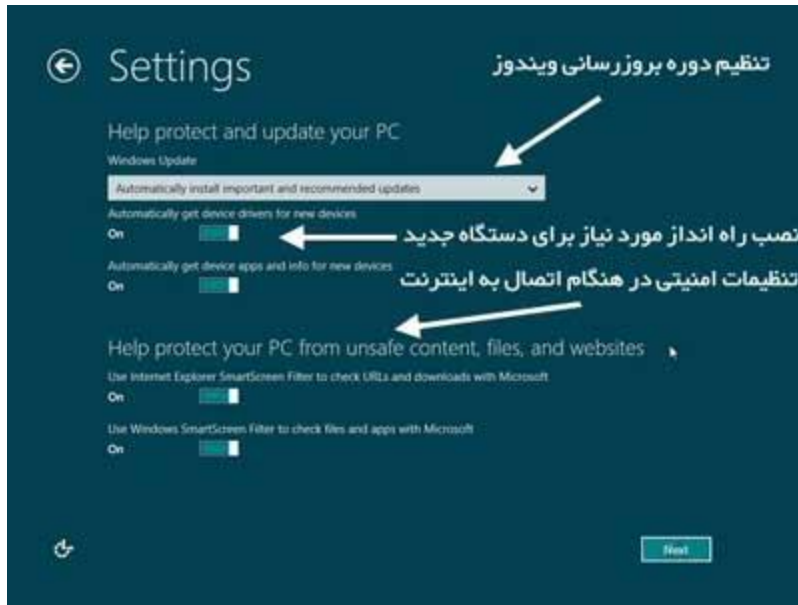 Settings
تنظیم دوره بروزرسانی ویندوز
Help protect and update your PC
Windows Update
Automatically install important and recommended updates
Automatically get device drivers for new devices
On
نصب راه انداز مورد نیاز برای دستگاه جدید
Automatically get device apps and info for new devices
On
تنظیمات امنیتی در هنگام اتصال به اینترنت
Help protect your PC from unsafe content, files, and websites
Use Internet Explorer SmartScreen Filter to check URLs and downloads with Microsoft
On
Use Windows SmartScreen Filter to check files and apps with Microsoft
On
Next